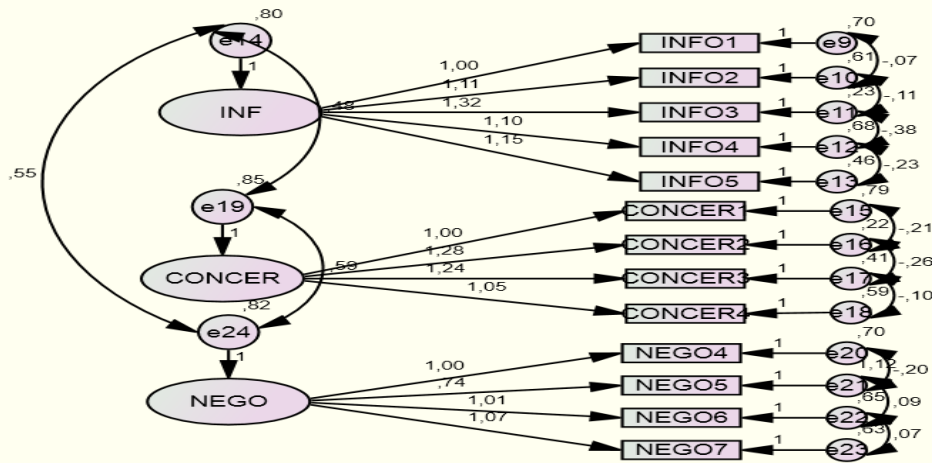 ,80
e14
1
INF
,48
,55
,85
e19
1
CONCER
,59
,82
e24
1
NEGO
1,00
1,11
1,32
1,10
1,15
INFO1
1
e9
,70
INFO2
1
e10
,61
-,07
INFO3
1
e11
,23
-,11
INFO4
1
e12
,68
-,38
INFO5
1
e13
,46
-,23
1,00
1,28
1,24
1,05
CONCER1
1
e15
,79
CONCER2
1
e16
,22
-,21
CONCER3
1
e17
,41
-,26
CONCER4
1
e18
,59
-,10
1,00
,74
1,01
1,07
NEGO4
1
e20
,70
NEGO5
1
e21
1,12
-,20
NEGO6
1
e22
,65
,09
NEGO7
1
e23
,63
,07